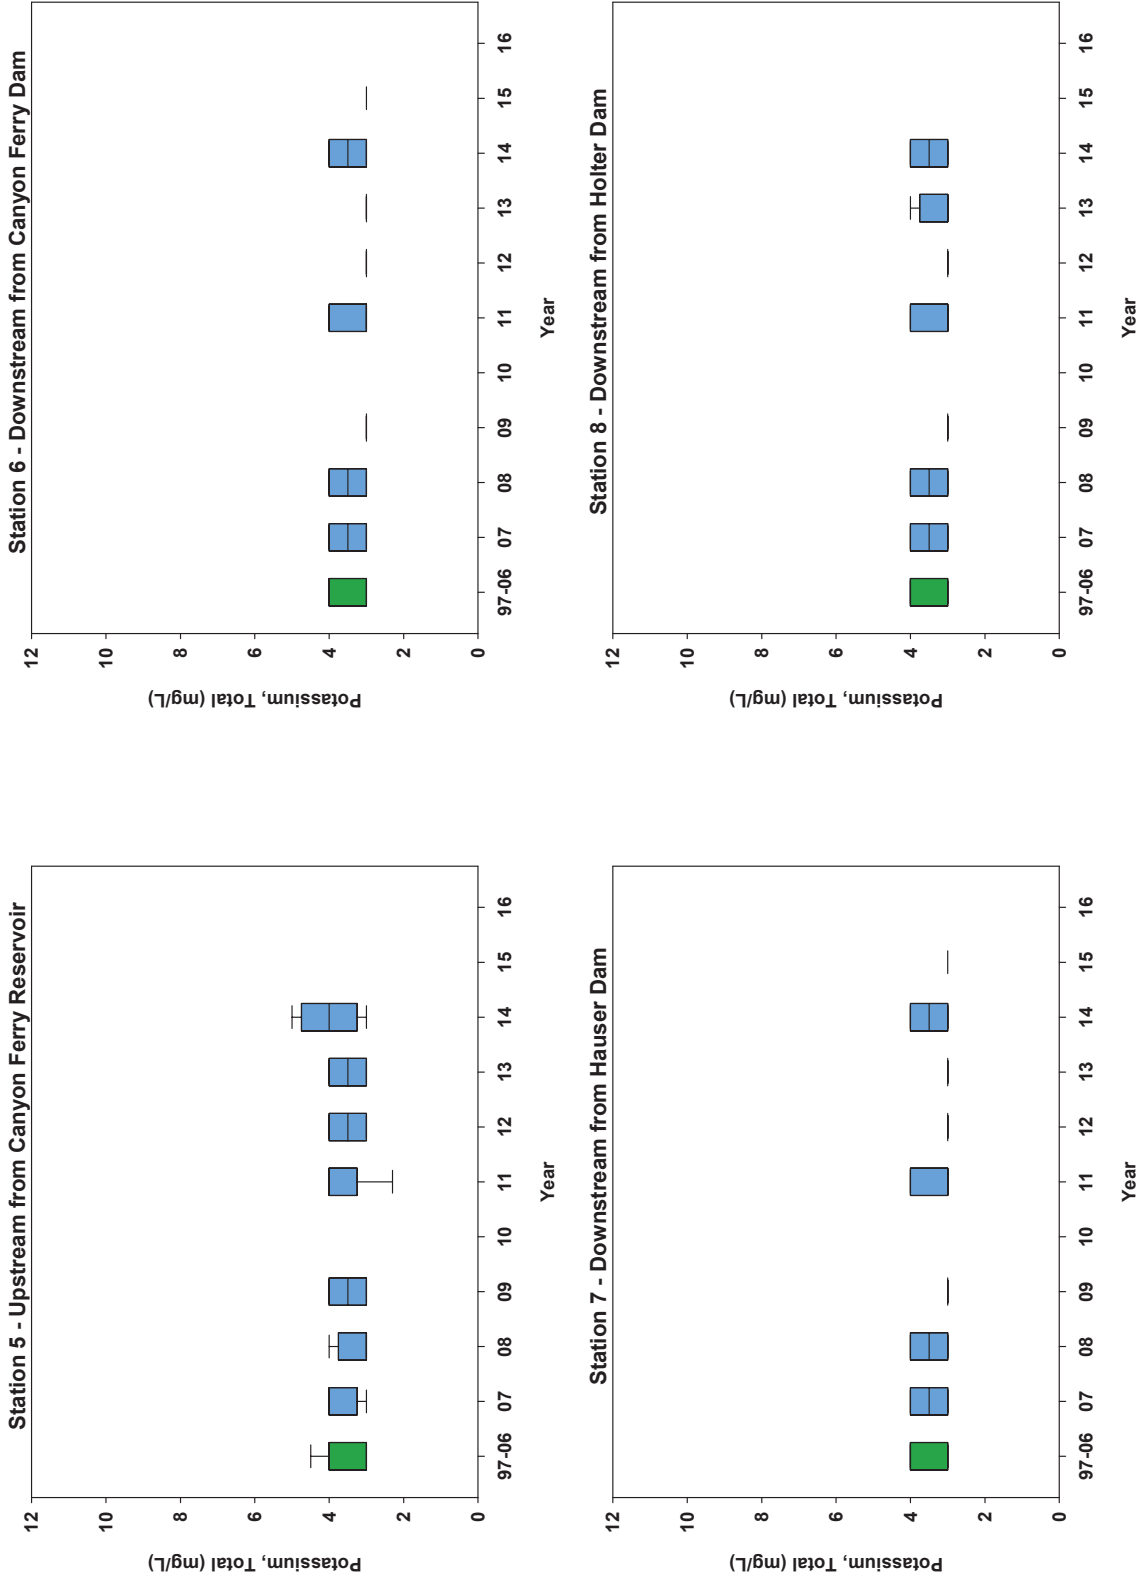 Station 5 - Upstream from Canyon Ferry Reservoir
Potassium, Total (mg/L)
12
10
8
6
4
2
0
97-06 07 08 09 10 11 12 13 14 15 16
Year
Station 6 - Downstream from Canyon Ferry Dam
Potassium, Total (mg/L)
12
10
8
6
4
2
0
97-06 07 08 09 10 11 12 13 14 15 16
Year
Station 7 - Downstream from Hauser Dam
Potassium, Total (mg/L)
12
10
8
6
4
2
0
97-06 07 08 09 10 11 12 13 14 15 16
Year
Station 8 - Downstream from Holter Dam
Potassium, Total (mg/L)
12
10
8
6
4
2
0
97-06 07 08 09 10 11 12 13 14 15 16
Year